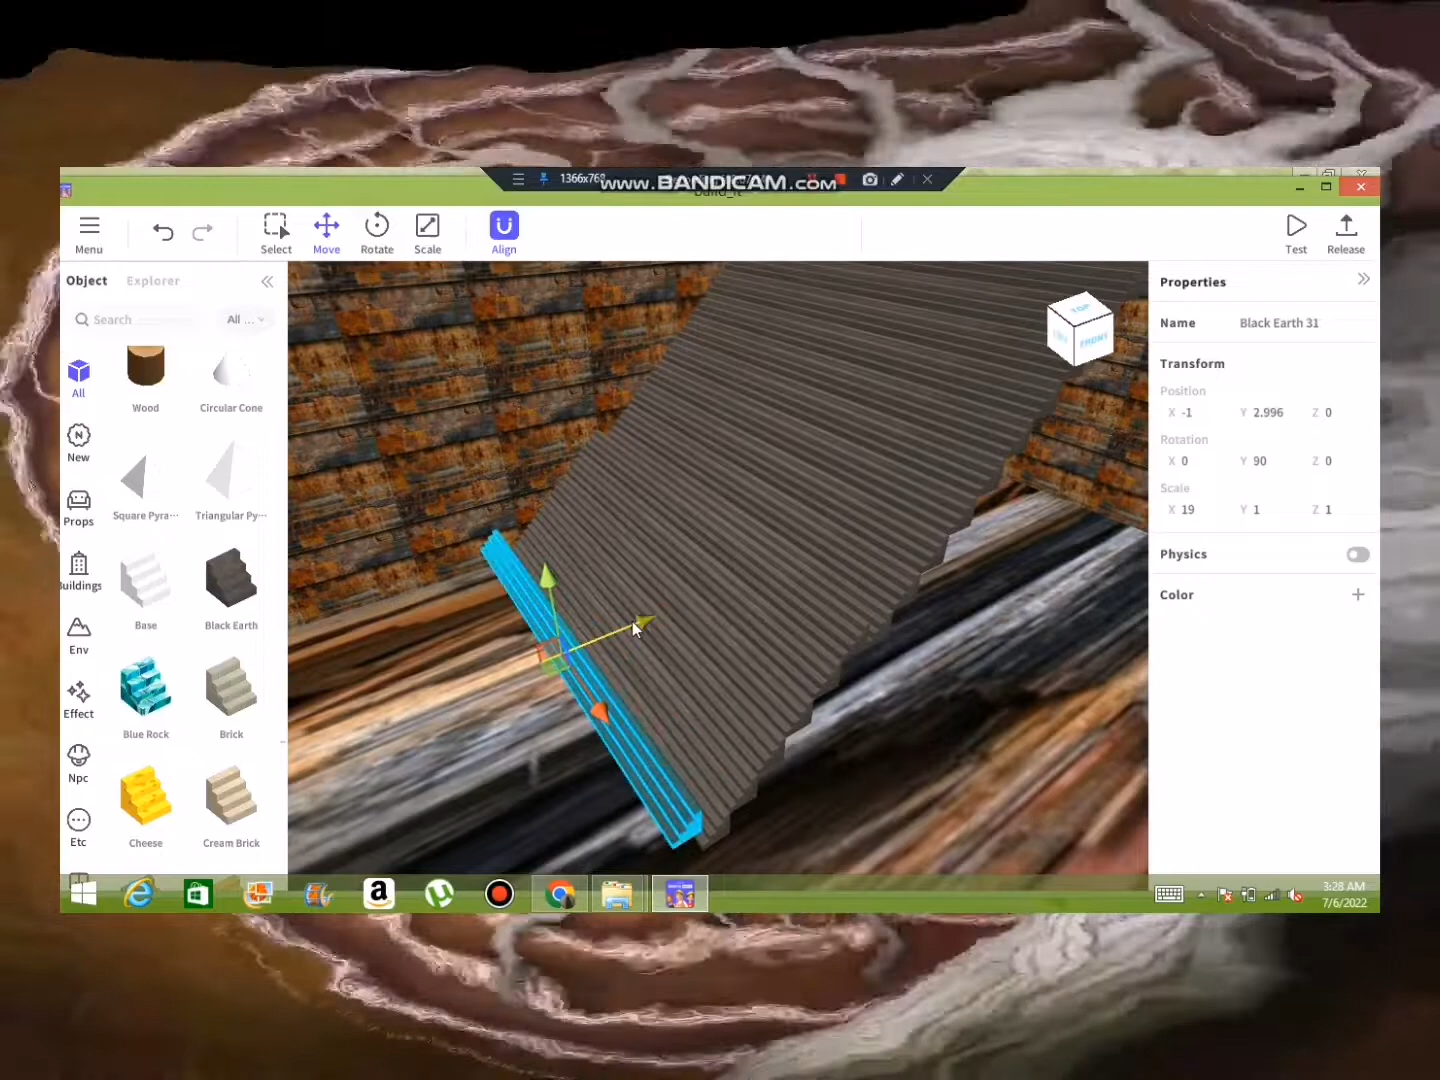 1366x768
www.BANDICAM.com
Menu
Select
Move
Rotate
Scale
Align
Test
Release
Object
Explorer
Search
All ...
All
New
Props
Buildings
Env
Effect
Npc
Etc
Wood
Circular Cone
Square Pyra···
Triangular Py···
Base
Black Earth
Blue Rock
Brick
Cheese
Cream Brick
TOP
FRONT
Properties
Name
Black Earth 31
Transform
Position
X -1 Y 2.996 Z 0
Rotation
X 0 Y 90 Z 0
Scale
X 19 Y 1 Z 1
Physics
Color
3:28 AM
7/6/2022